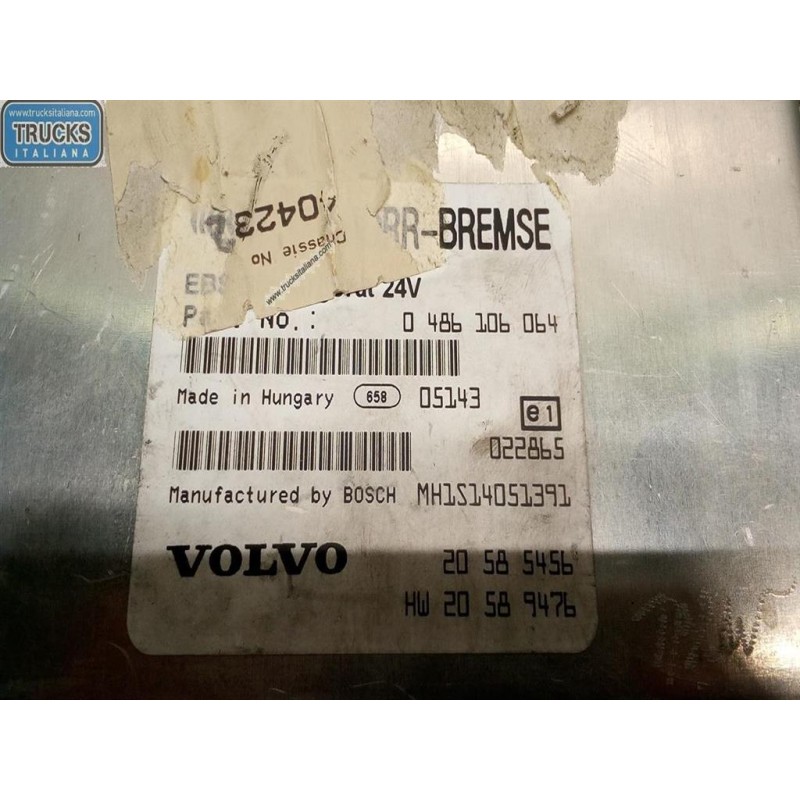 www.trucksitaliana.com
TRUCKS
ITALIANA
Chassie No
www.trucksitaliana.com
RR-BREMSE
EBS 24V
No.: 0 486 106 064
Made in Hungary 658 05143 e1
022865
Manufactured by BOSCH MH1S14051391
VOLVO 20 58 5456
HW 20 58 9476